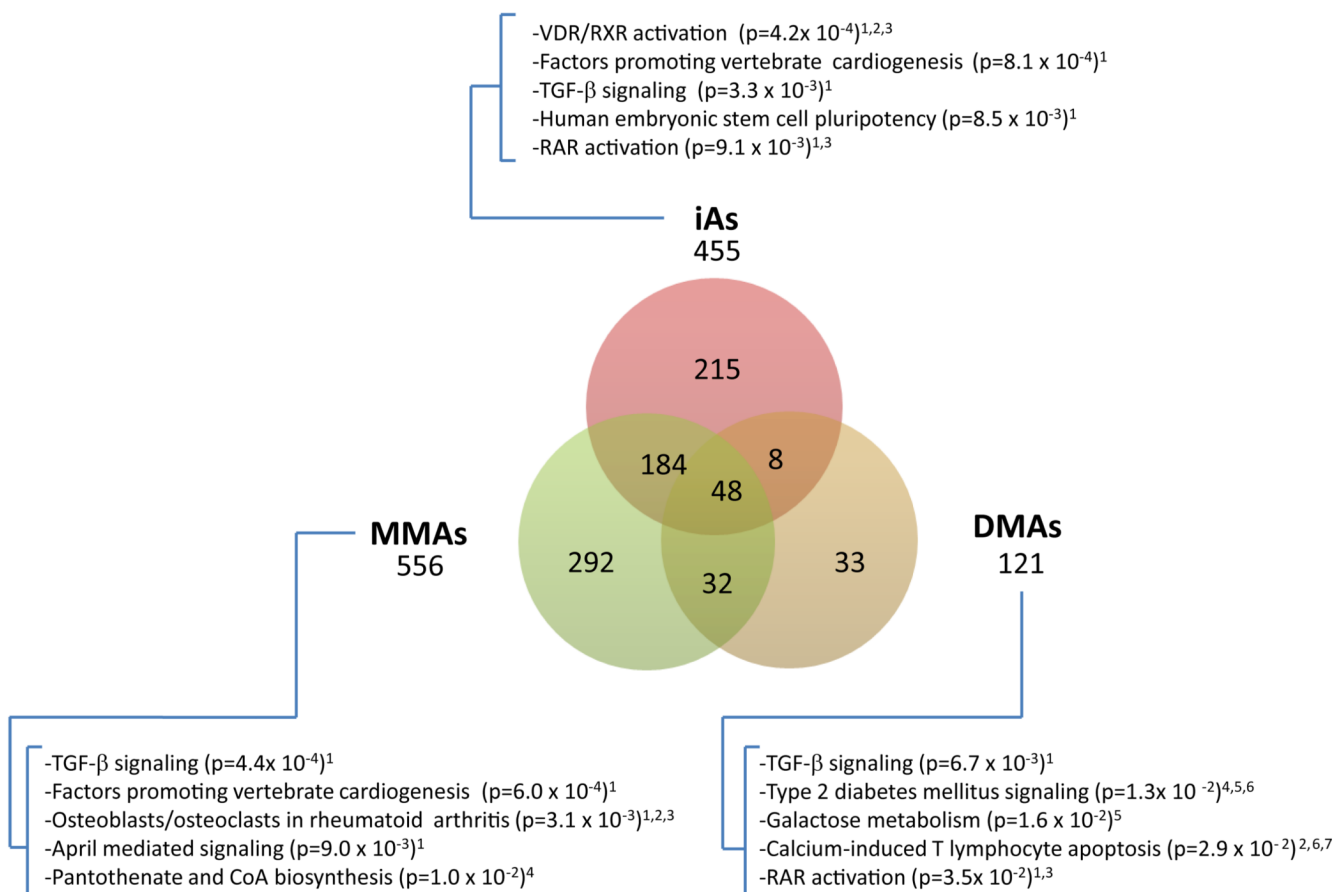 -VDR/RXR activation (p=4.2x 10⁻⁴)¹,²,³
-Factors promoting vertebrate cardiogenesis (p=8.1 x 10⁻⁴)¹
-TGF-β signaling (p=3.3 x 10⁻³)¹
-Human embryonic stem cell pluripotency (p=8.5 x 10⁻³)¹
-RAR activation (p=9.1 x 10⁻³)¹,³
iAs
455
215
184
8
48
MMAs
556
DMAs
121
292
32
33
-TGF-β signaling (p=4.4x 10⁻⁴)¹
-Factors promoting vertebrate cardiogenesis (p=6.0 x 10⁻⁴)¹
-Osteoblasts/osteoclasts in rheumatoid arthritis (p=3.1 x 10⁻³)¹,²,³
-April mediated signaling (p=9.0 x 10⁻³)¹
-Pantothenate and CoA biosynthesis (p=1.0 x 10⁻²)⁴
-TGF-β signaling (p=6.7 x 10⁻³)¹
-Type 2 diabetes mellitus signaling (p=1.3x 10 ⁻²)⁴,⁵,⁶
-Galactose metabolism (p=1.6 x 10⁻²)⁵
-Calcium-induced T lymphocyte apoptosis (p=2.9 x 10⁻²)²,⁶,⁷
-RAR activation (p=3.5x 10⁻²)¹,³